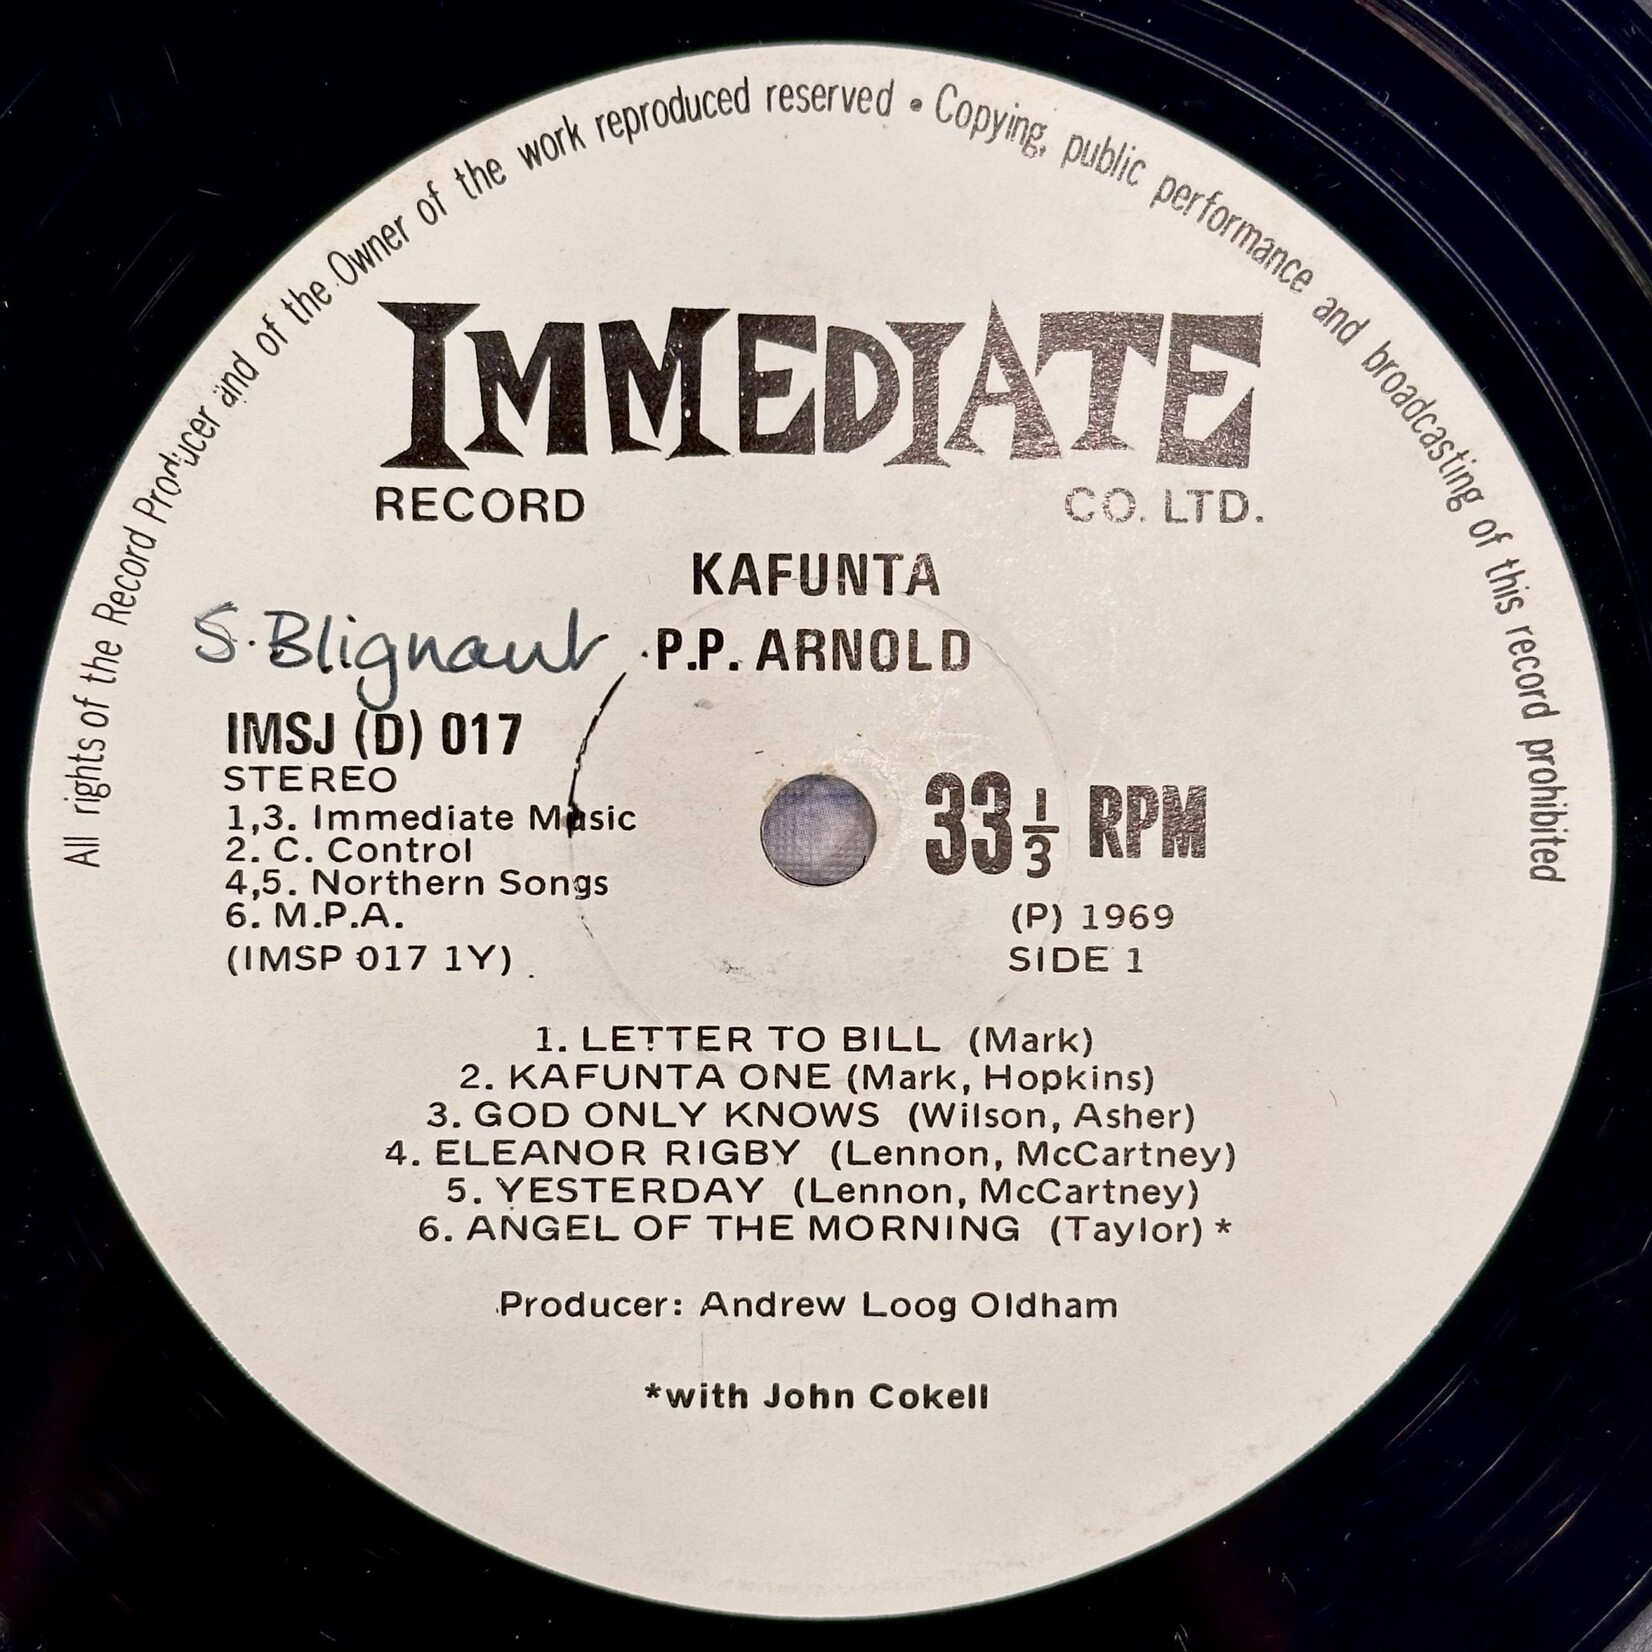 All rights of the Record Producer and of the Owner of the work reproduced reserved • Copying, public performance and broadcasting of this record prohibited
IMMEDIATE
RECORD CO. LTD.
KAFUNTA
S. Blignaut
P.P. ARNOLD
IMSJ (D) 017
STEREO
1,3. Immediate Music
2. C. Control
4,5. Northern Songs
6. M.P.A.
(IMSP 017 1Y)
33 1/3 RPM
(P) 1969
SIDE 1
1. LETTER TO BILL (Mark)
2. KAFUNTA ONE (Mark, Hopkins)
3. GOD ONLY KNOWS (Wilson, Asher)
4. ELEANOR RIGBY (Lennon, McCartney)
5. YESTERDAY (Lennon, McCartney)
6. ANGEL OF THE MORNING (Taylor) *
Producer: Andrew Loog Oldham
*with John Cokell